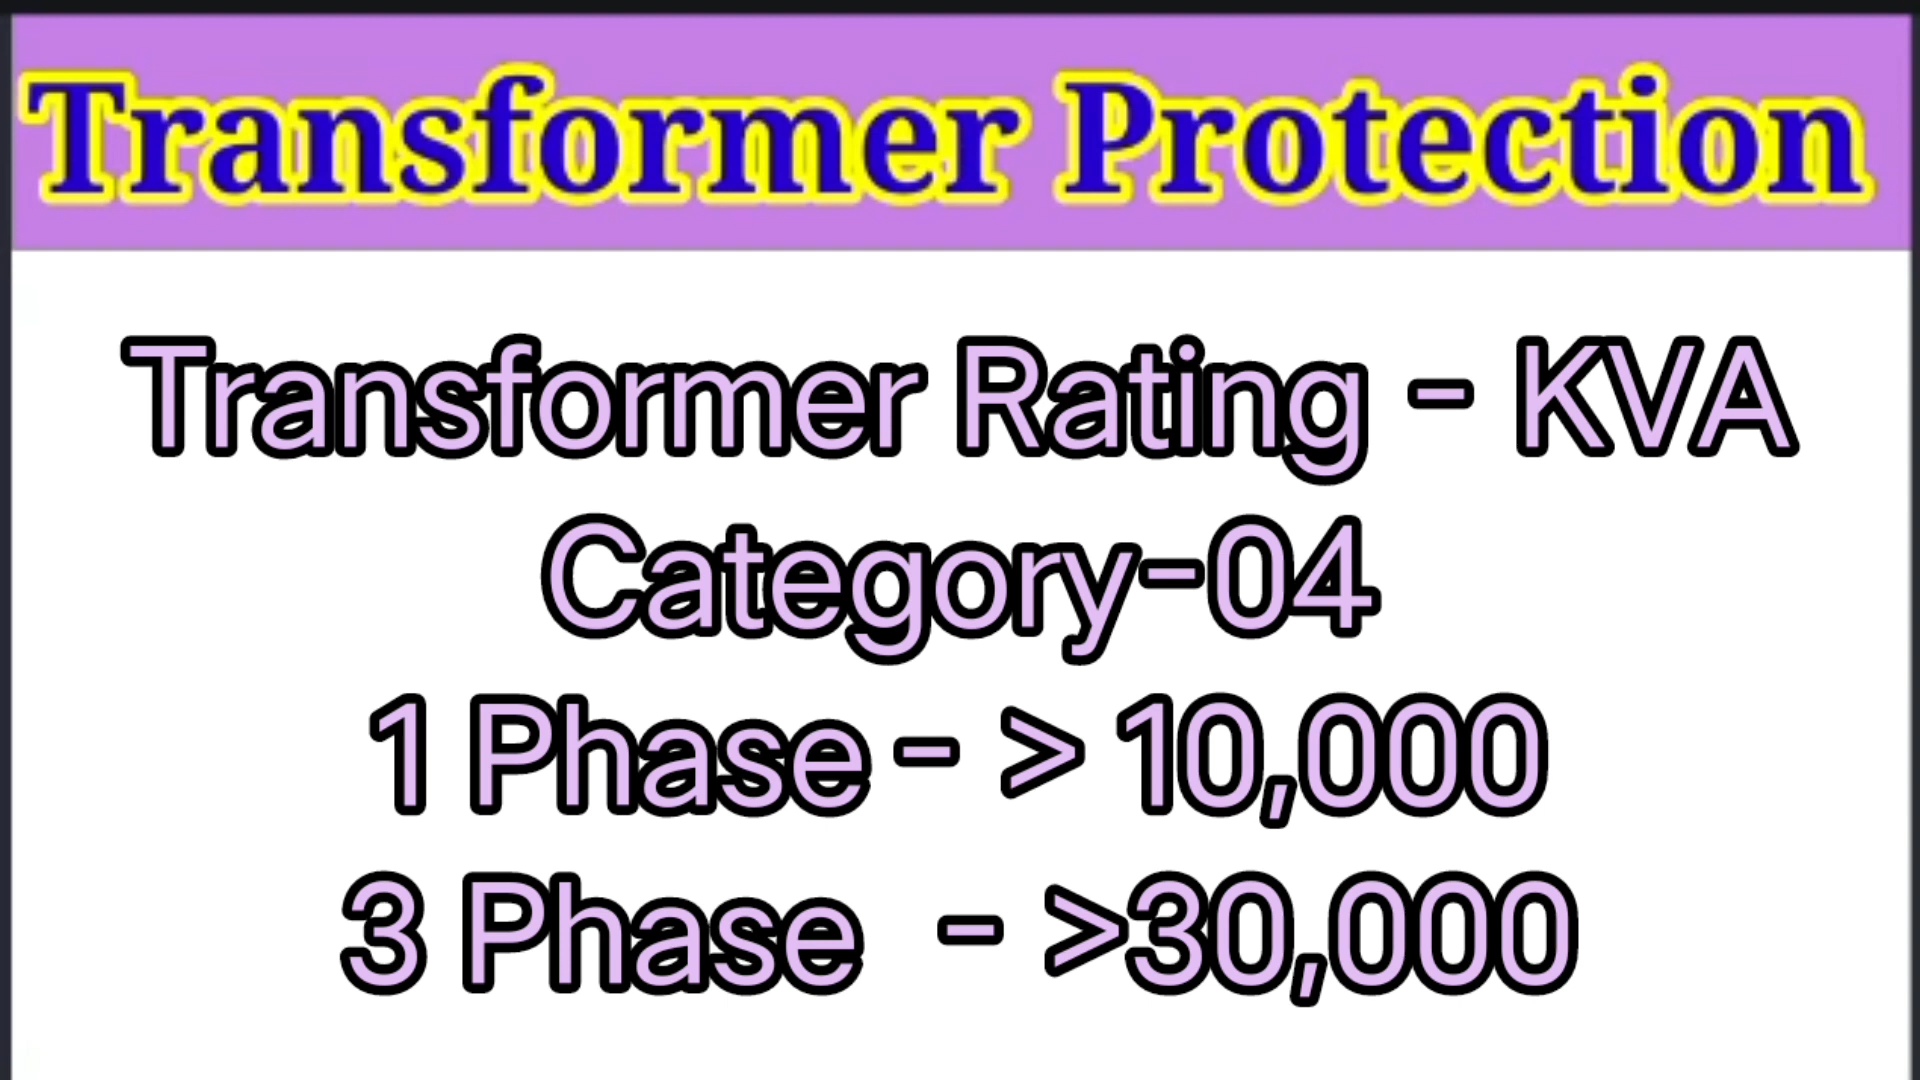 Transformer Protection
Transformer Rating - KVA
Category-04
1 Phase - > 10,000
3 Phase - >30,000